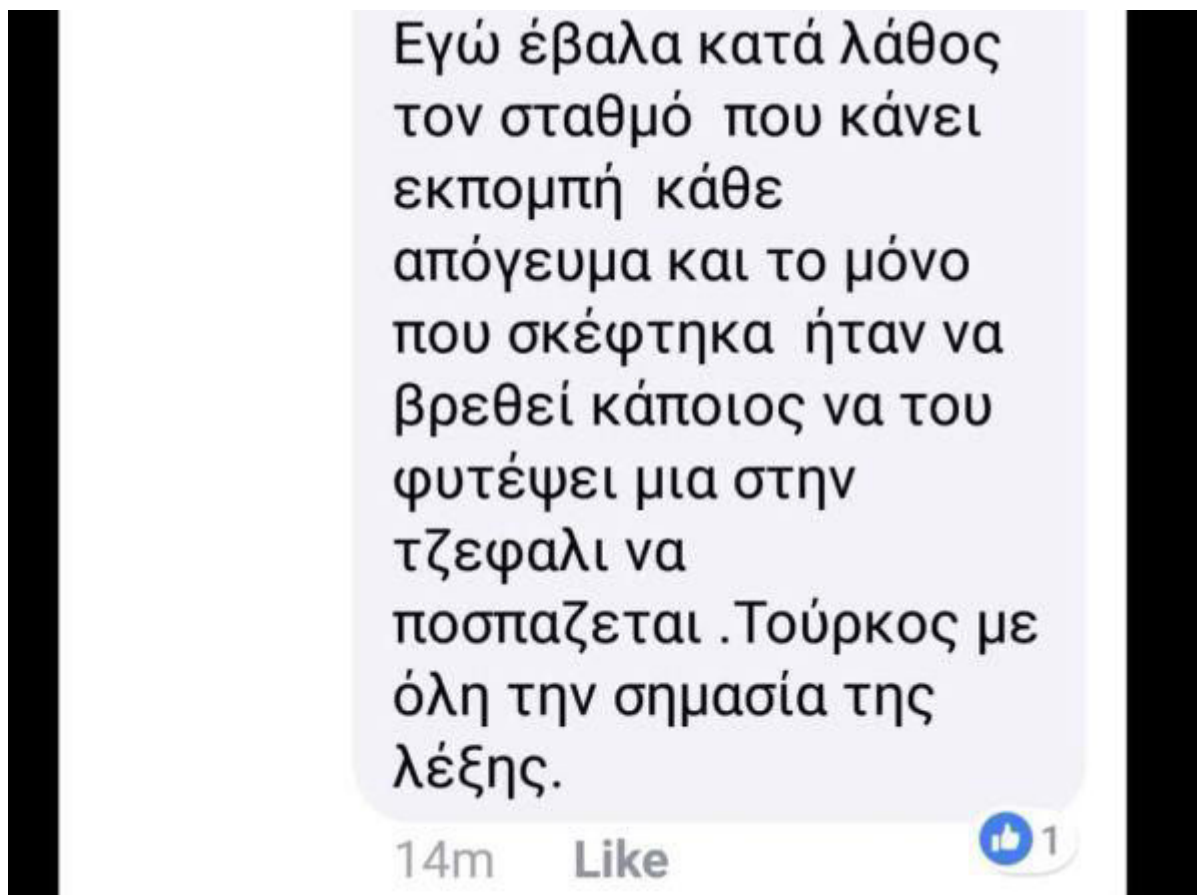 Εγώ έβαλα κατά λάθος
τον σταθμό που κάνει
εκπομπή κάθε
απόγευμα και το μόνο
που σκέφτηκα ήταν να
βρεθεί κάποιος να του
φυτέψει μια στην
τζεφαλι να
ποσπαζεται .Τούρκος με
όλη την σημασία της
λέξης.
14m Like 1